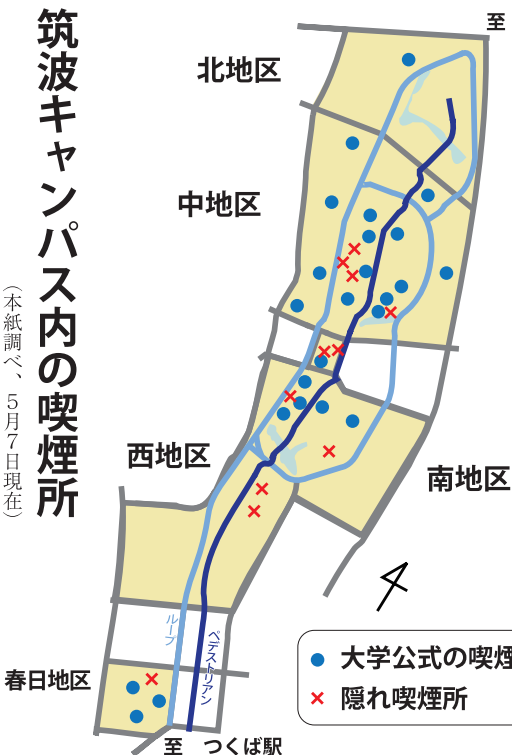 筑波キャンパス内の喫煙所
（本紙調べ、５月７日現在）
至
北地区
中地区
西地区
南地区
ループ
ペデストリアン
春日地区
大学公式の喫煙
隠れ喫煙所
至 つくば駅